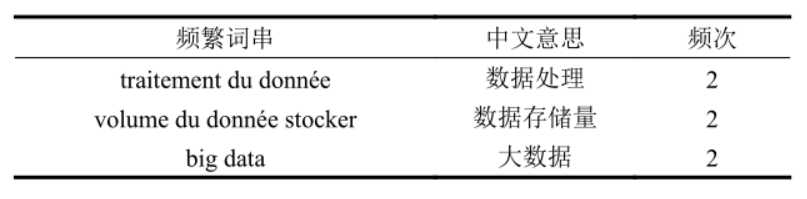 频繁词串 中文意思 频次
traitement du donnée 数据处理 2
volume du donnée stocker 数据存储量 2
big data 大数据 2